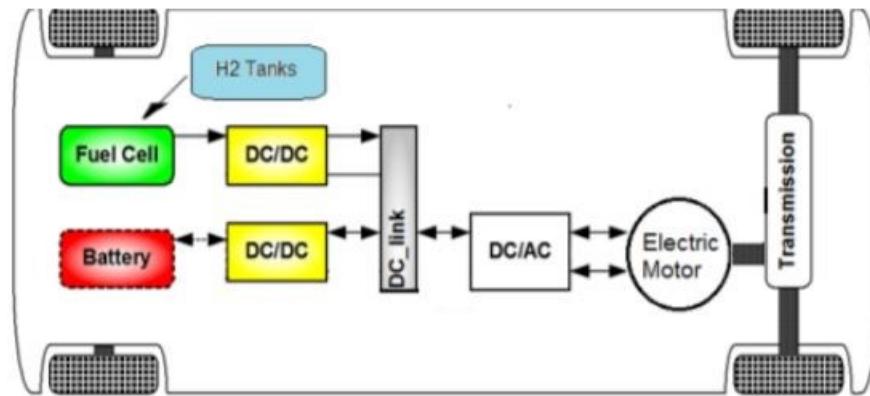 H2 Tanks
Fuel Cell
DC/DC
Battery
DC/DC
DC_link
DC/AC
Electric
Motor
Transmission